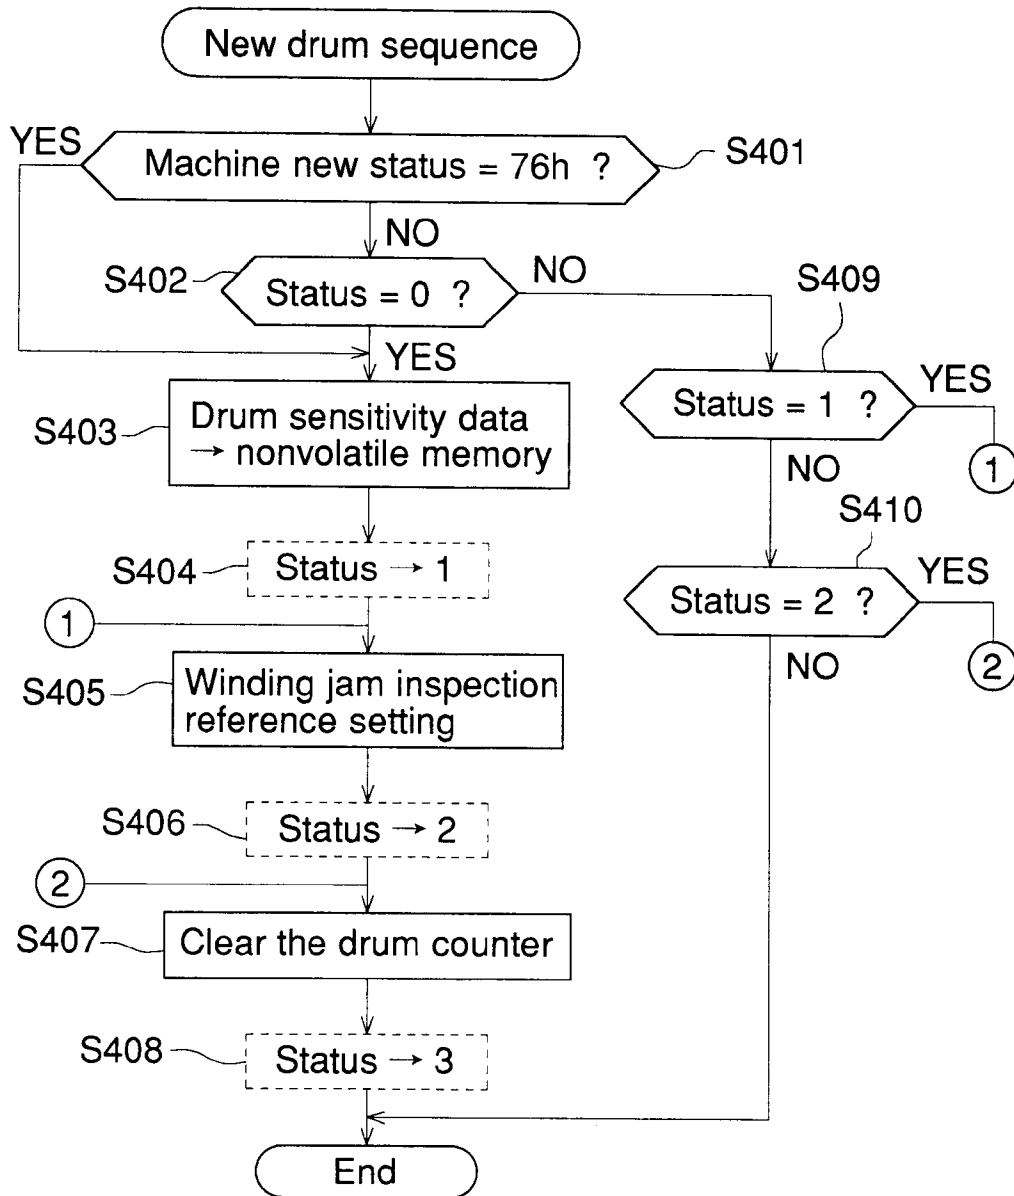 New drum sequence
YES
Machine new status = 76h ?
S401
NO
S402
Status = 0 ?
NO
S409
YES
Status = 1 ?
YES
S403
Drum sensitivity data
→ nonvolatile memory
NO
1
S410
S404
Status → 1
YES
Status = 2 ?
1
NO
2
S405
Winding jam inspection
reference setting
S406
Status → 2
2
S407
Clear the drum counter
S408
Status → 3
End